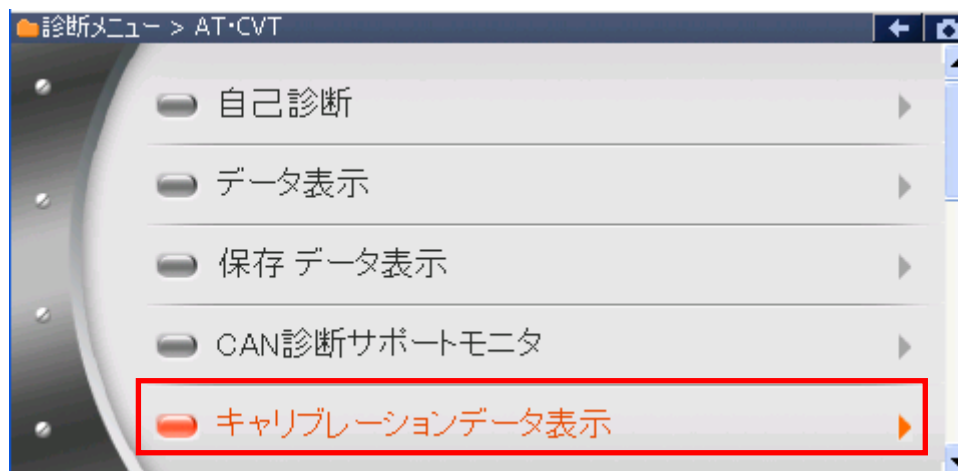 診断メニュー > AT・CVT
自己診断
データ表示
保存 データ表示
CAN診断サポートモニタ
キャリブレーションデータ表示